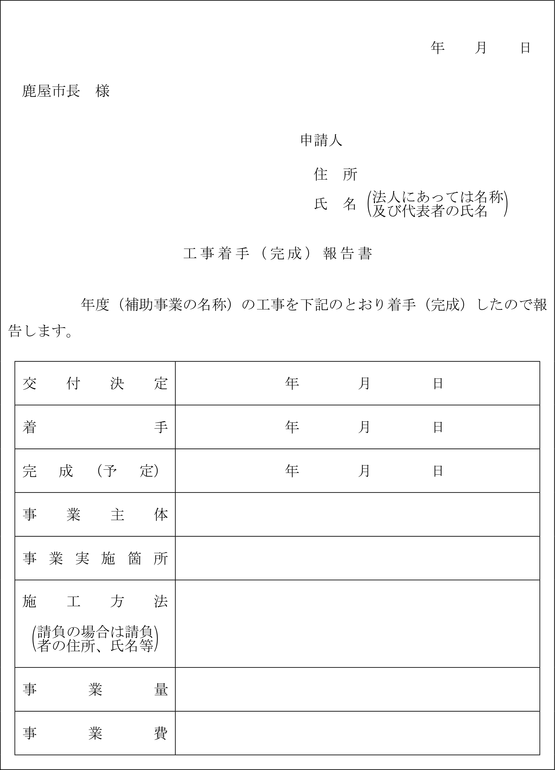 年　月　日
鹿屋市長　様
申請人
住　所
氏　名（法人にあっては名称
及び代表者の氏名）
工事着手（完成）報告書
年度（補助事業の名称）の工事を下記のとおり着手（完成）したので報
告します。
交付決定　年　月　日
着手　年　月　日
完成（予定）　年　月　日
事業主体
事業実施箇所
施工方法
（請負の場合は請負
者の住所、氏名等）
事業量
事業費